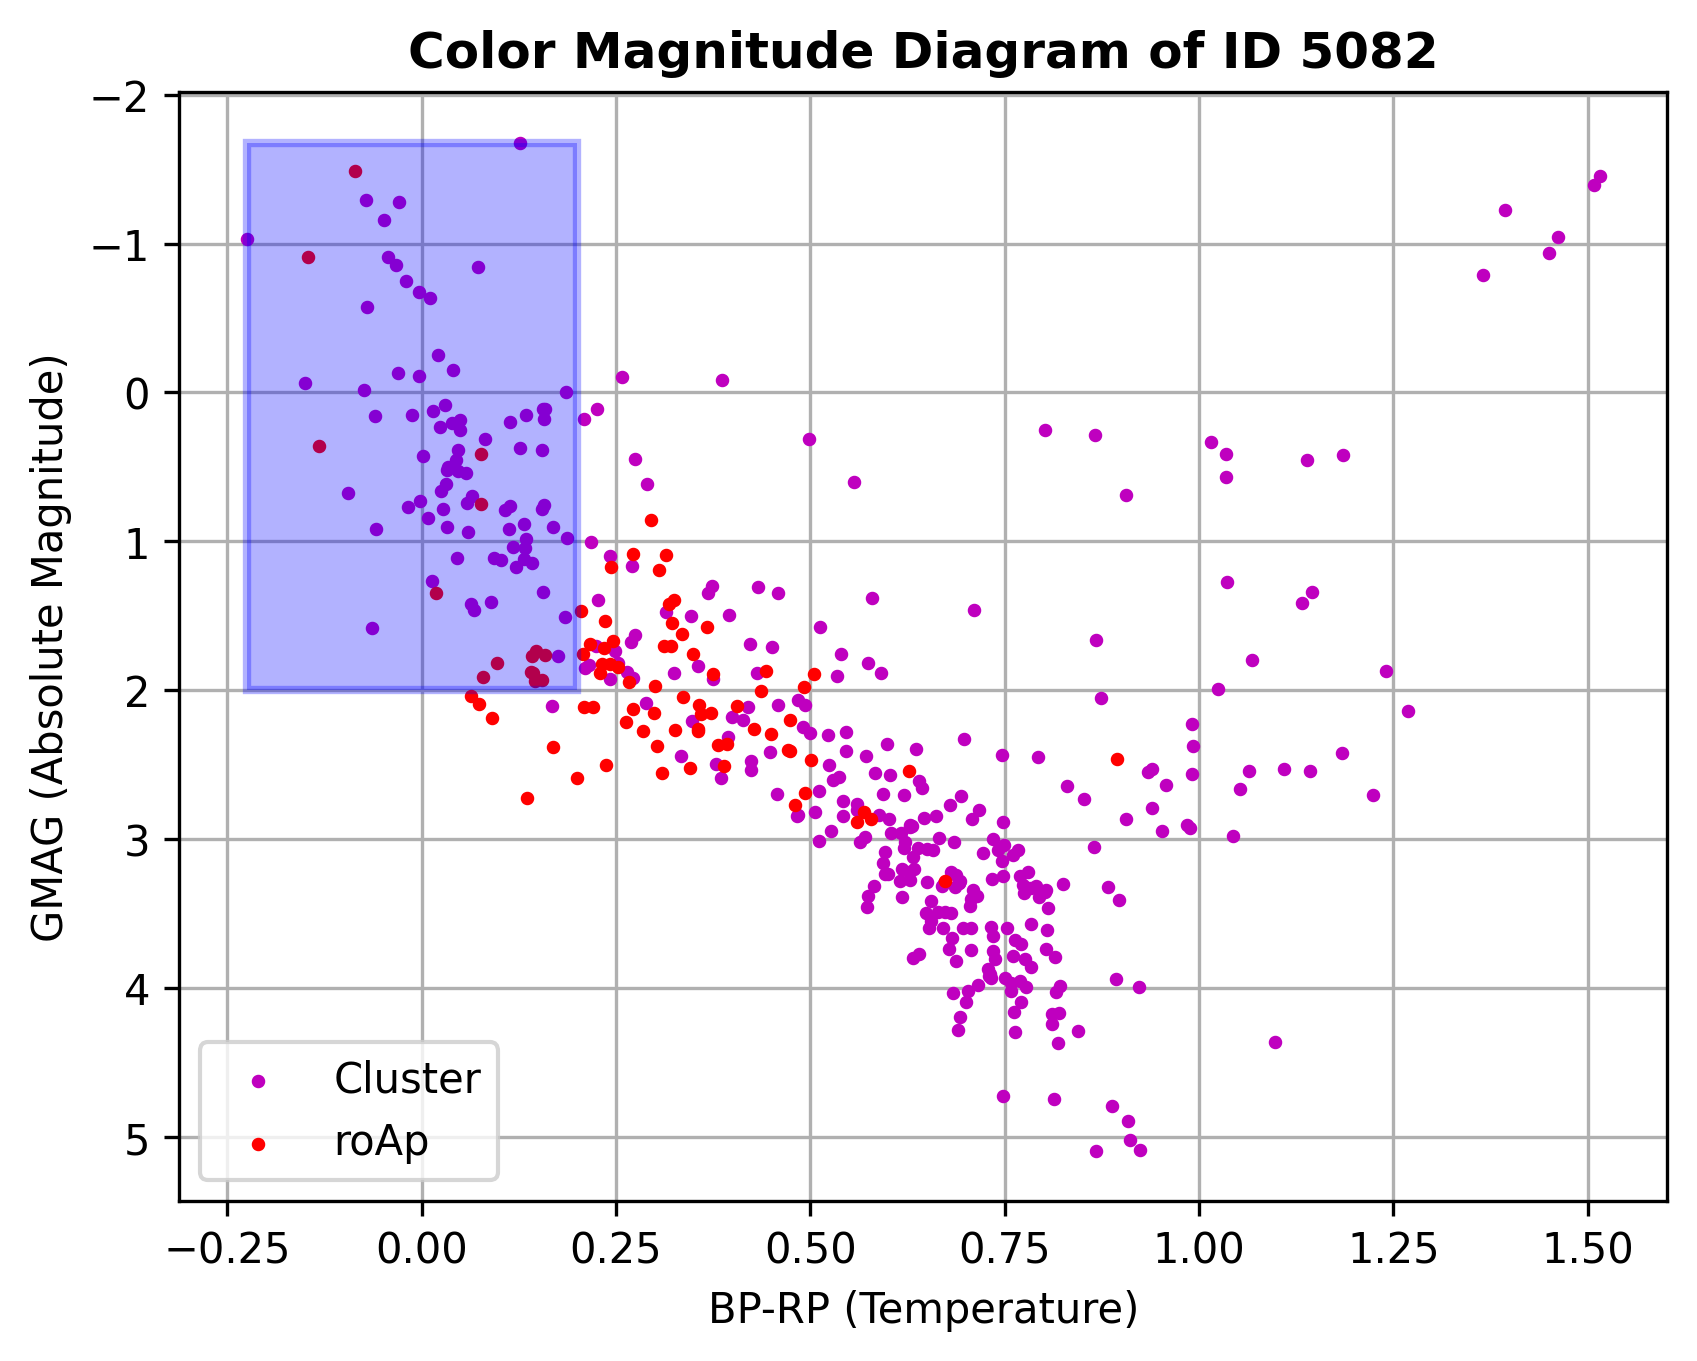 Color Magnitude Diagram of ID 5082
GMAG (Absolute Magnitude)
−2
−1
0
1
2
3
4
5
Cluster
roAp
−0.25 0.00 0.25 0.50 0.75 1.00 1.25 1.50
BP-RP (Temperature)